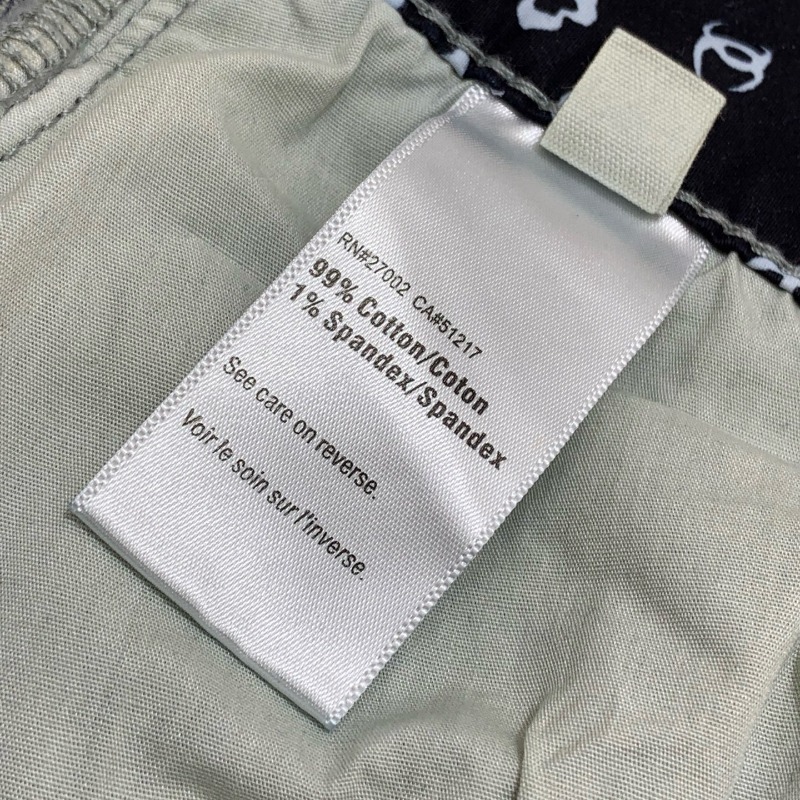 RN#27002 CA#51217
99% Cotton/Coton
1% Spandex/Spandex
See care on reverse.
Voir le soin sur l'inverse.